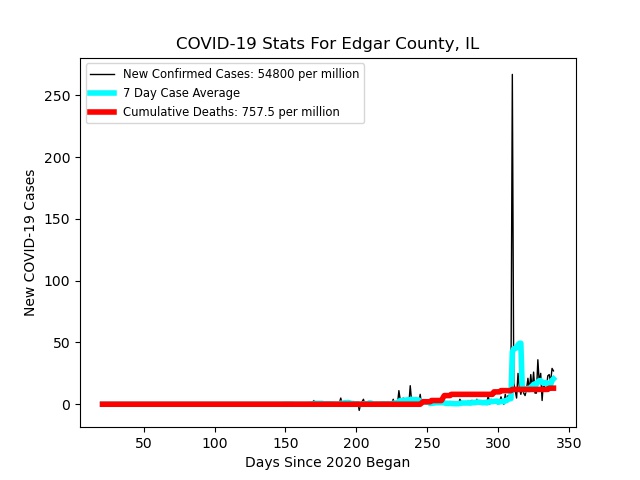 COVID-19 Stats For Edgar County, IL
New Confirmed Cases: 54800 per million
7 Day Case Average
Cumulative Deaths: 757.5 per million
New COVID-19 Cases
250
200
150
100
50
0
50 100 150 200 250 300 350
Days Since 2020 Began